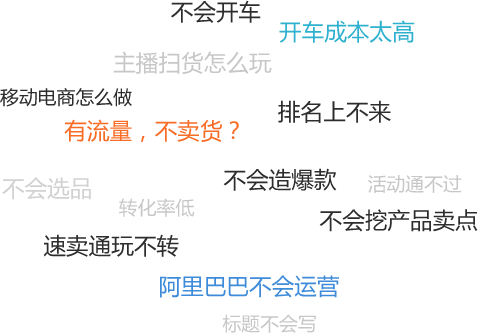 不会开车
开车成本太高
主播扫货怎么玩
移动电商怎么做
排名上不来
有流量，不卖货？
不会造爆款
活动通不过
不会选品
转化率低
不会挖产品卖点
速卖通玩不转
阿里巴巴不会运营
标题不会写